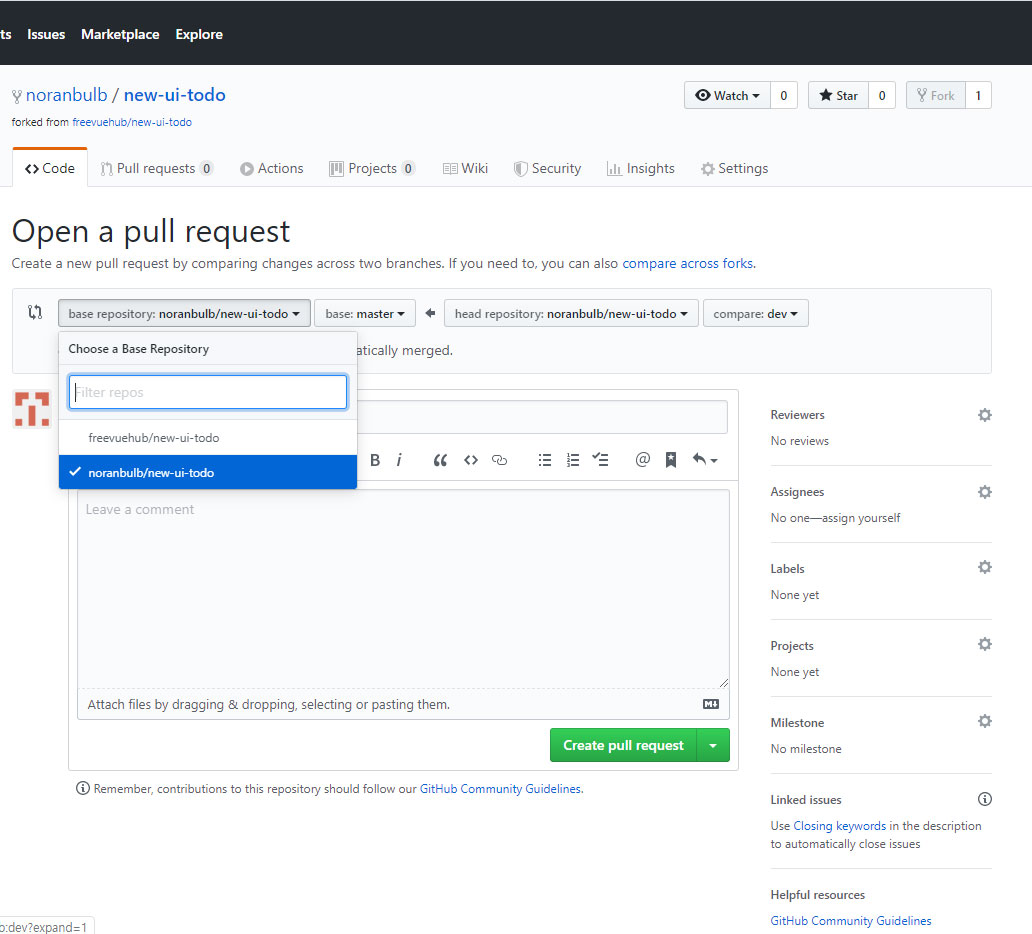 ts Issues Marketplace Explore
noranbulb / new-ui-todo
Watch 0 Star 0 Fork 1
forked from freevuehub/new-ui-todo
Code Pull requests 0 Actions Projects 0 Wiki Security Insights Settings
Open a pull request
Create a new pull request by comparing changes across two branches. If you need to, you can also compare across forks.
base repository: noranbulb/new-ui-todo base: master head repository: noranbulb/new-ui-todo compare: dev
Choose a Base Repository
atically merged.
Filter repos
freevuehub/new-ui-todo
noranbulb/new-ui-todo
B i
Leave a comment
Attach files by dragging & dropping, selecting or pasting them.
Create pull request
Remember, contributions to this repository should follow our GitHub Community Guidelines.
Reviewers
No reviews
Assignees
No one—assign yourself
Labels
None yet
Projects
None yet
Milestone
No milestone
Linked issues
Use Closing keywords in the description
to automatically close issues
Helpful resources
GitHub Community Guidelines
o:dev?expand=1